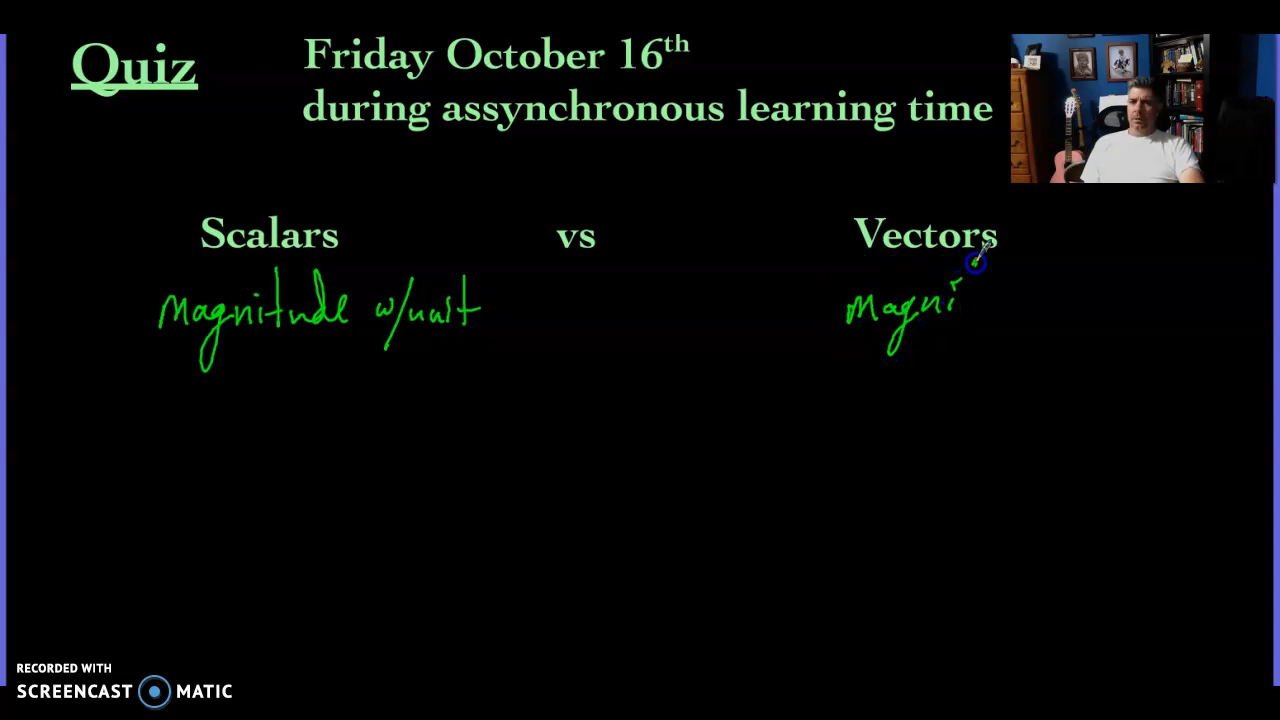 Quiz
Friday October 16th
during assynchronous learning time
Scalars vs Vectors
Magnitude w/unit
Magni
RECORDED WITH
SCREENCAST MATIC